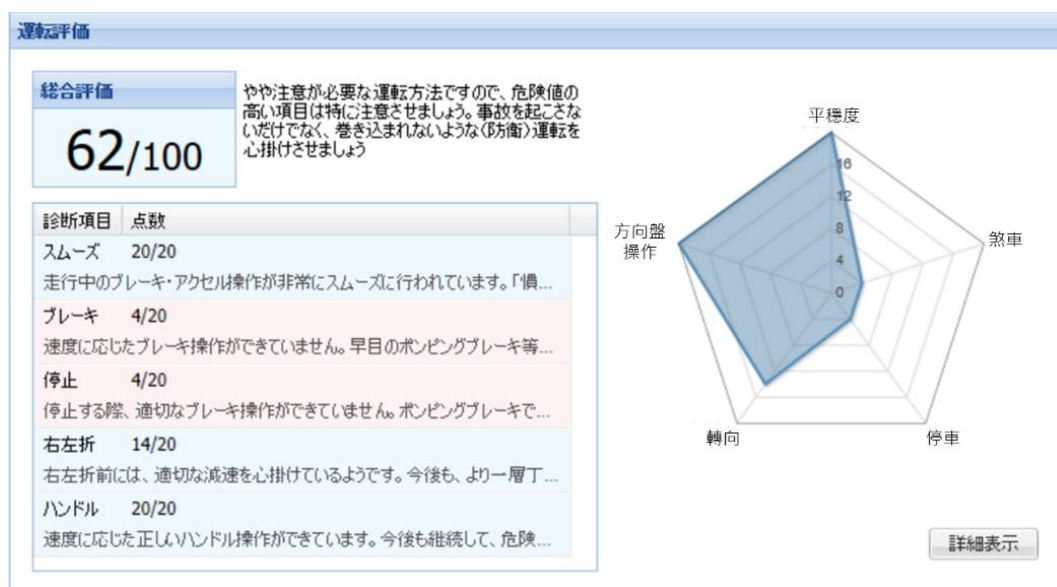 運転評価
総合評価
62/100
やや注意が必要な運転方法ですので、危険値の
高い項目は特に注意させましょう。事故を起こさな
いだけでなく、巻き込まれないような〈防衛〉運転を
心掛けさせましょう
診断項目 点数
スムーズ 20/20
走行中のブレーキ・アクセル操作が非常にスムーズに行われています。「慣...
ブレーキ 4/20
速度に応じたブレーキ操作ができていません。早目のポンピングブレーキ等...
停止 4/20
停止する際、適切なブレーキ操作ができていません。ポンピングブレーキで...
右左折 14/20
右左折前には、適切な減速を心掛けているようです。今後も、より一層丁...
ハンドル 20/20
速度に応じた正しいハンドル操作ができています。今後も継続して、危険...
平穩度
16
12
8
4
0
方向盤
操作
煞車
轉向
停車
詳細表示